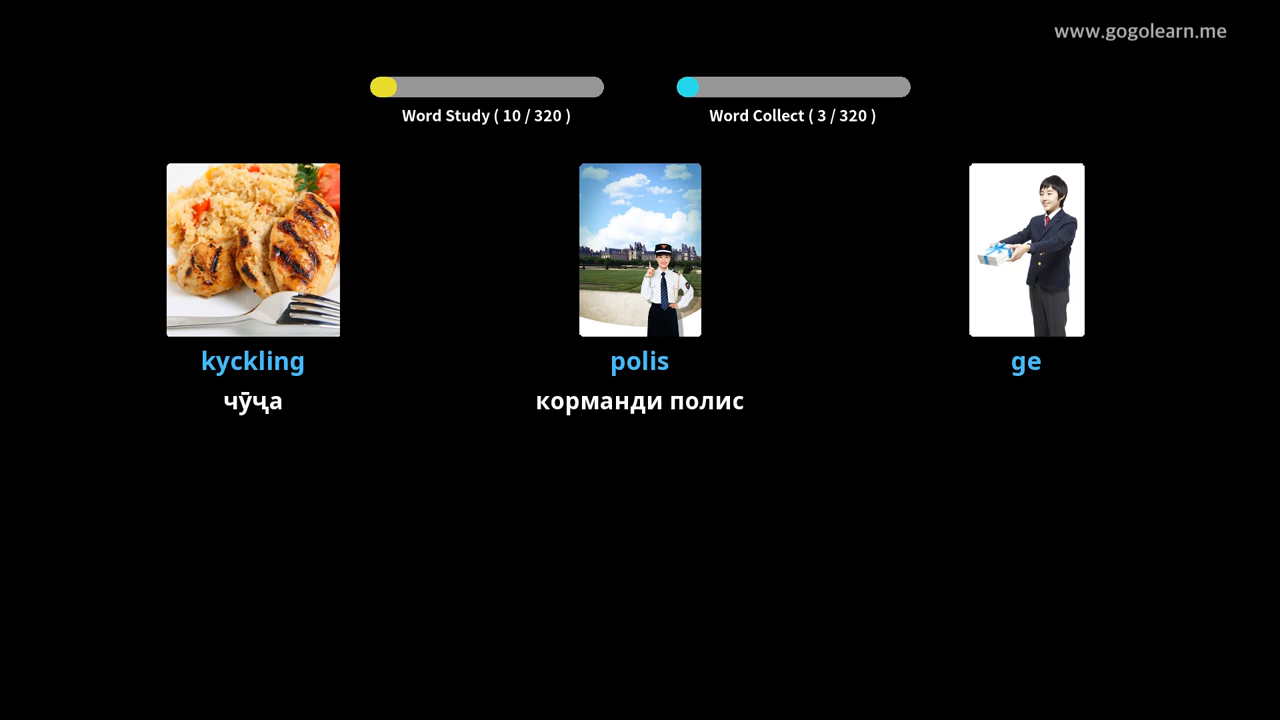 www.gogolearn.me
Word Study ( 10 / 320 )
Word Collect ( 3 / 320 )
kyckling
polis
ge
чӯҷа
корманди полис